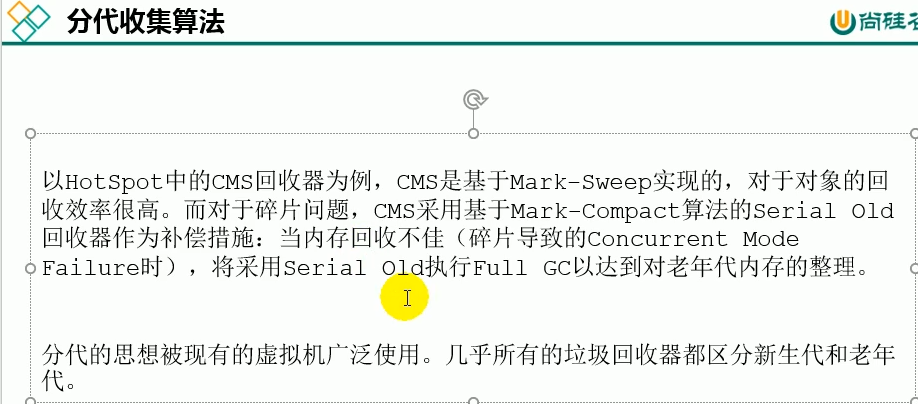 分代收集算法
尚硅谷
以HotSpot中的CMS回收器为例，CMS是基于Mark-Sweep实现的，对于对象的回
收效率很高。而对于碎片问题，CMS采用基于Mark-Compact算法的Serial Old
回收器作为补偿措施：当内存回收不佳（碎片导致的Concurrent Mode
Failure时），将采用Serial Old执行Full GC以达到对老年代内存的整理。
分代的思想被现有的虚拟机广泛使用。几乎所有的垃圾回收器都区分新生代和老年
代。